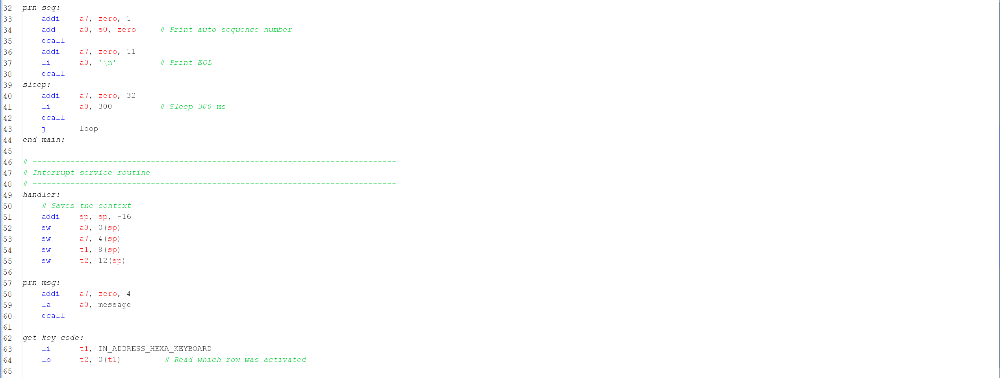 32 prn_seq:
33     addi    a7, zero, 1
34     add     a0, s0, zero     # Print auto sequence number
35     ecall
36     addi    a7, zero, 11
37     li      a0, '\n'         # Print EOL
38     ecall
39 sleep:
40     addi    a7, zero, 32
41     li      a0, 300          # Sleep 300 ms
42     ecall
43     j       loop
44 end_main:
45
46 # -----------------------------------------------------------------------------
47 # Interrupt service routine
48 # -----------------------------------------------------------------------------
49 handler:
50     # Saves the context
51     addi    sp, sp, -16
52     sw      a0, 0(sp)
53     sw      a7, 4(sp)
54     sw      t1, 8(sp)
55     sw      t2, 12(sp)
56
57 prn_msg:
58     addi    a7, zero, 4
59     la      a0, message
60     ecall
61
62 get_key_code:
63     li      t1, IN_ADDRESS_HEXA_KEYBOARD
64     lb      t2, 0(t1)         # Read which row was activated
65